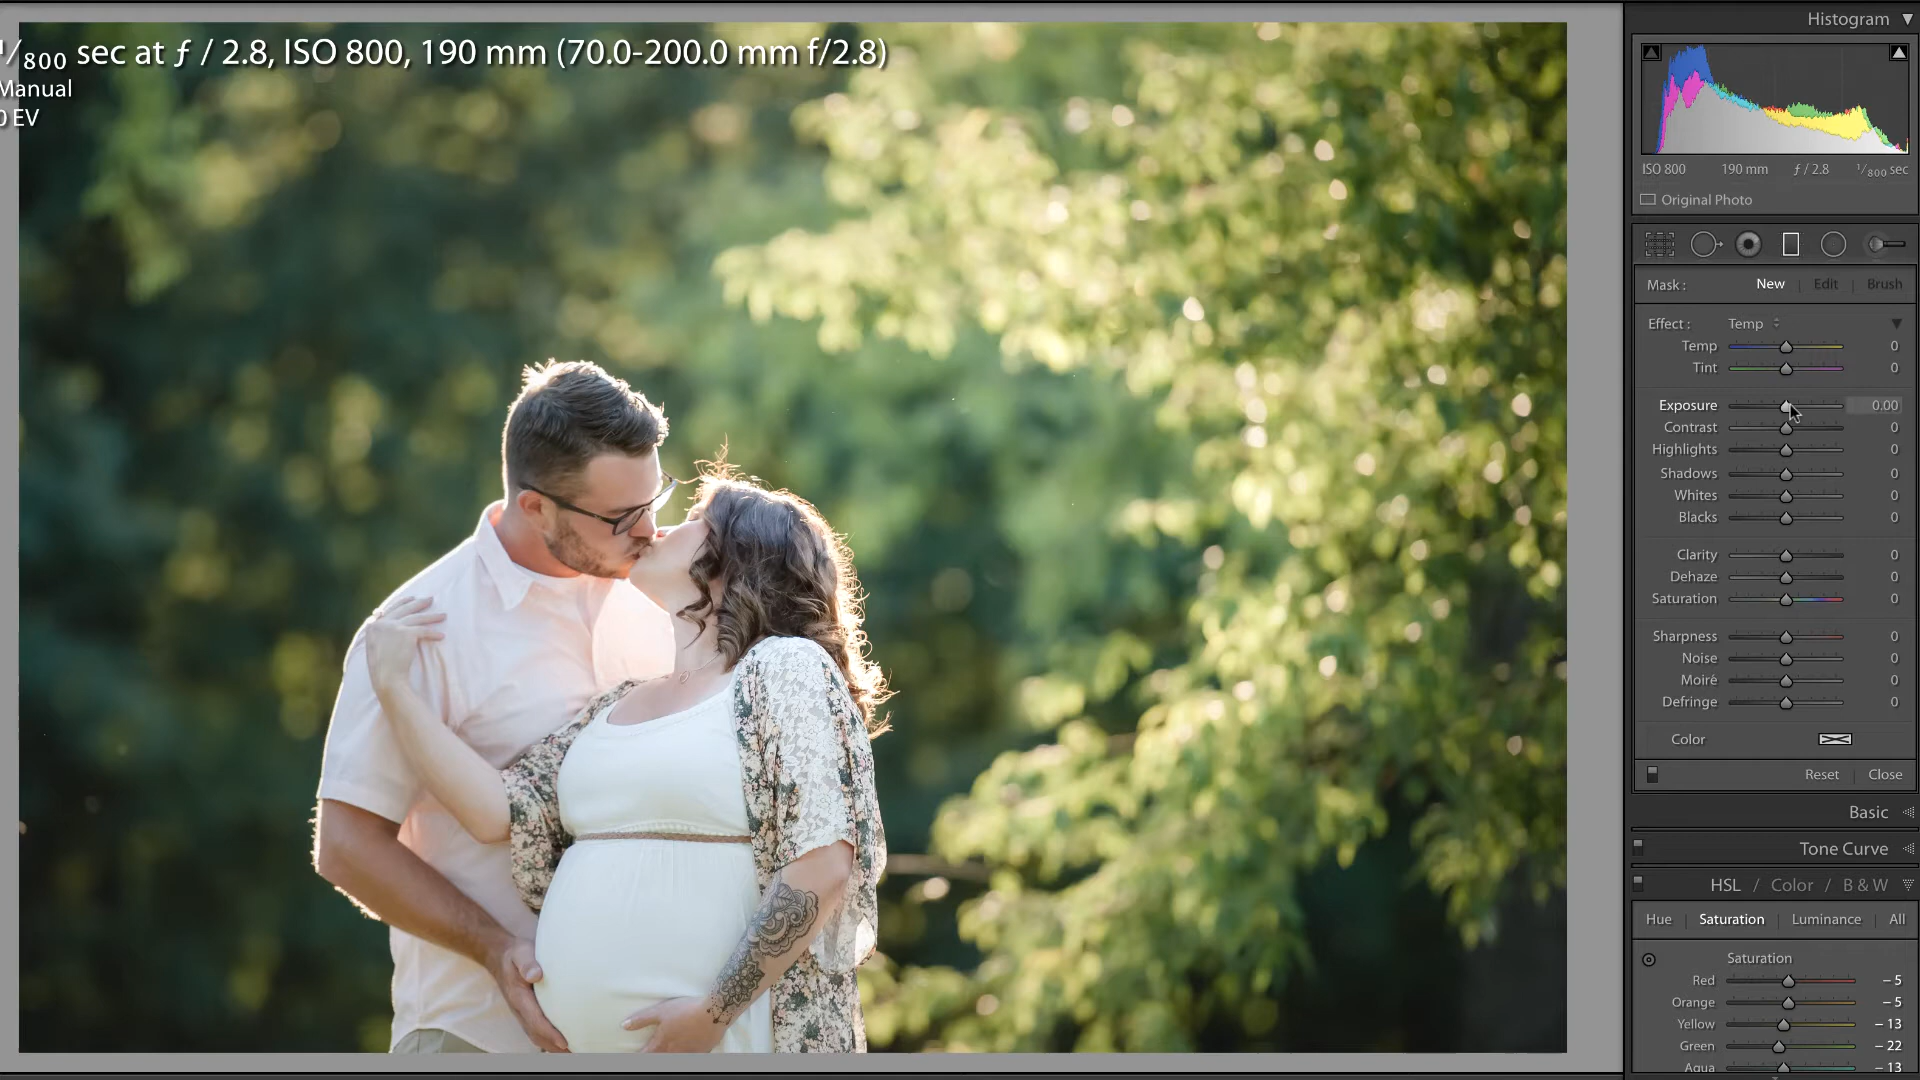 1/800 sec at ƒ / 2.8, ISO 800, 190 mm (70.0-200.0 mm f/2.8)
Manual
0 EV
Histogram
ISO 800 190 mm ƒ / 2.8 1/800 sec
Original Photo
Mask : New | Edit | Brush
Effect : Temp
Temp 0
Tint 0
Exposure 0.00
Contrast 0
Highlights 0
Shadows 0
Whites 0
Blacks 0
Clarity 0
Dehaze 0
Saturation 0
Sharpness 0
Noise 0
Moiré 0
Defringe 0
Color
Reset | Close
Basic
Tone Curve
HSL / Color / B & W
Hue | Saturation | Luminance | All
Saturation
Red – 5
Orange – 5
Yellow – 13
Green – 22
Aqua – 13